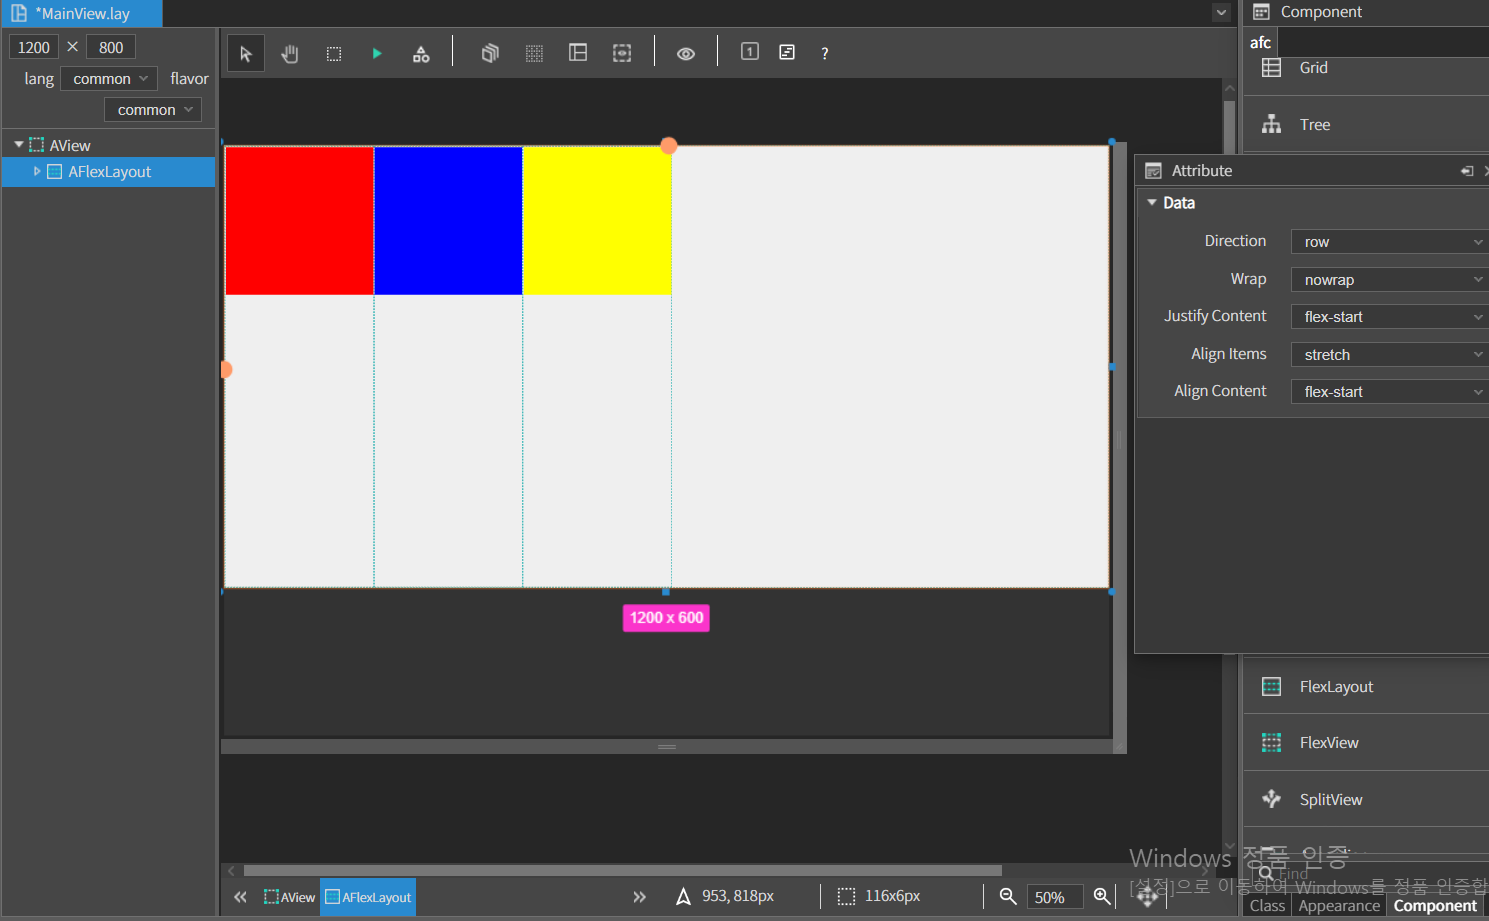 *MainView.lay
1200 × 800
lang common flavor
common
AView
AFlexLayout
1 ?
1200 x 600
AView AFlexLayout
953, 818px
116x6px
50%
Component
afc
Grid
Tree
Attribute
Data
Direction row
Wrap nowrap
Justify Content flex-start
Align Items stretch
Align Content flex-start
FlexLayout
FlexView
SplitView
Windows 정품 인증
Find
[설정]으로 이동하여 Windows를 정품 인증합
Class Appearance Component